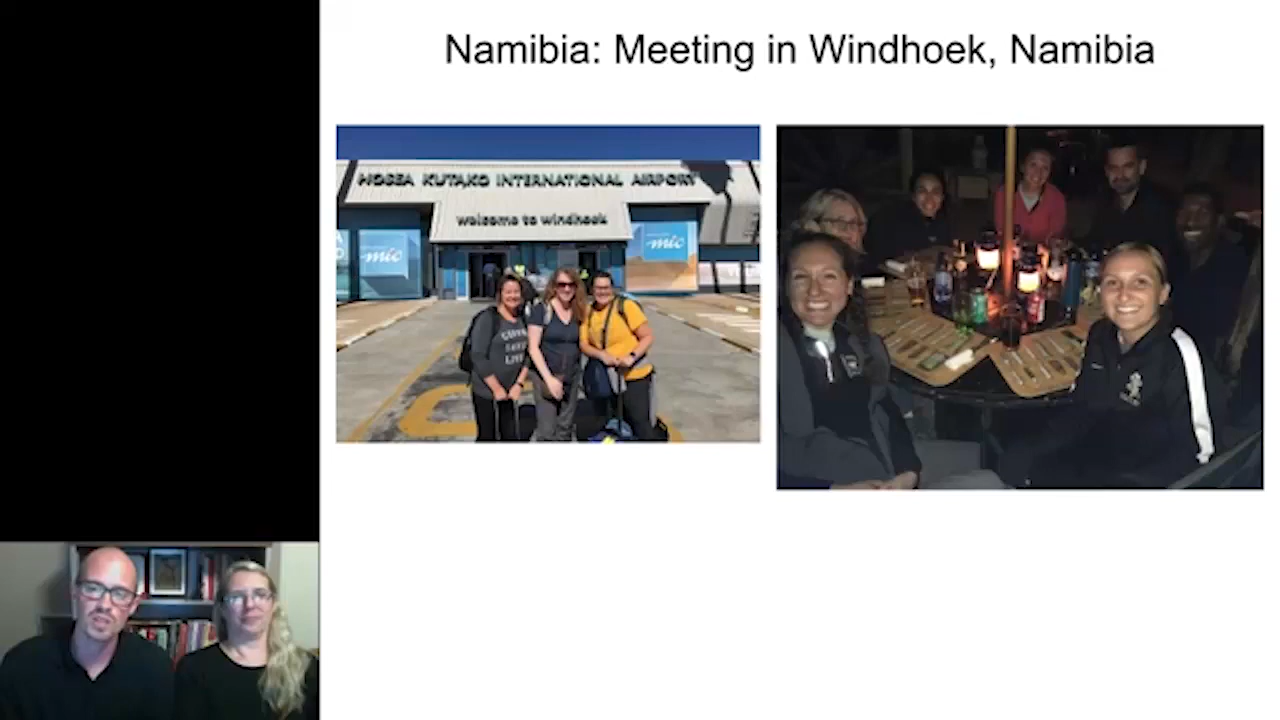 Namibia: Meeting in Windhoek, Namibia
HOSEA KUTAKO INTERNATIONAL AIRPORT
welcome to windhoek
mic
mic